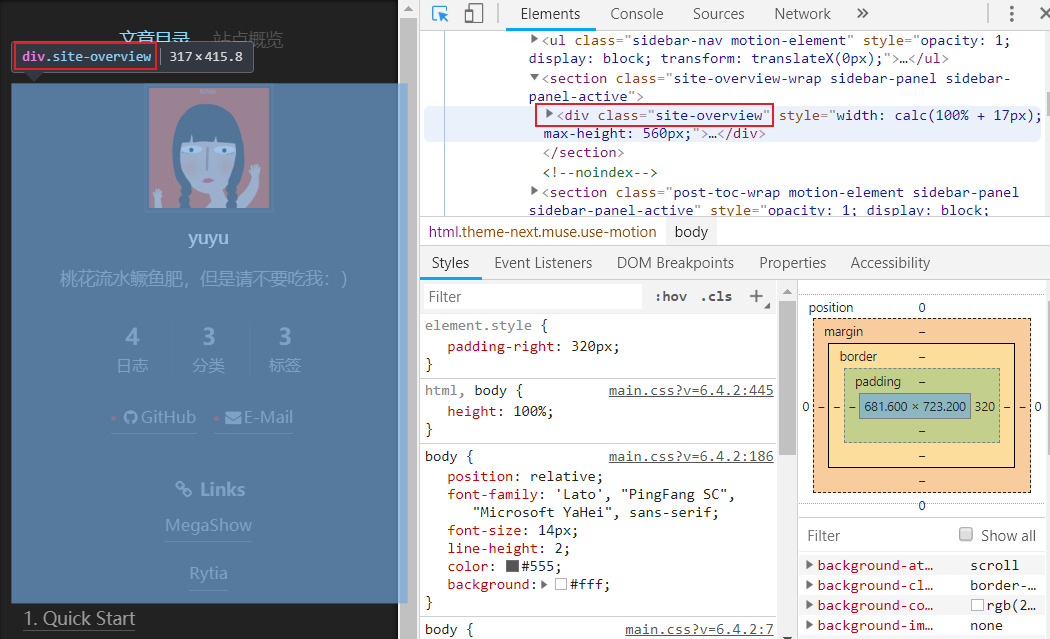 文章目录 站点概览
div.site-overview 317 × 415.8
yuyu
桃花流水鳜鱼肥，但是请不要吃我：）
4 3 3
日志 分类 标签
GitHub E-Mail
Links
MegaShow
Rytia
1. Quick Start
Elements Console Sources Network »
<ul class="sidebar-nav motion-element" style="opacity: 1;
display: block; transform: translateX(0px);">…</ul>
<section class="site-overview-wrap sidebar-panel sidebar-
panel-active">
<div class="site-overview" style="width: calc(100% + 17px);
max-height: 560px;">…</div>
</section>
<!--noindex-->
<section class="post-toc-wrap motion-element sidebar-panel
sidebar-panel-active" style="opacity: 1; display: block;
html.theme-next.muse.use-motion body
Styles Event Listeners DOM Breakpoints Properties Accessibility
Filter :hov .cls +
element.style {
padding-right: 320px;
}
html, body { main.css?v=6.4.2:445
height: 100%;
}
body { main.css?v=6.4.2:186
position: relative;
font-family: 'Lato', "PingFang SC",
"Microsoft YaHei", sans-serif;
font-size: 14px;
line-height: 2;
color: #555;
background: #fff;
}
body { main.css?v=6.4.2:7
position 0
margin –
border –
padding –
0 – – – 681.600 × 723.200 320 – – 0
–
–
–
0
Filter Show all
background-at… scroll
background-cl… border-…
background-co… rgb(2…
background-im… none